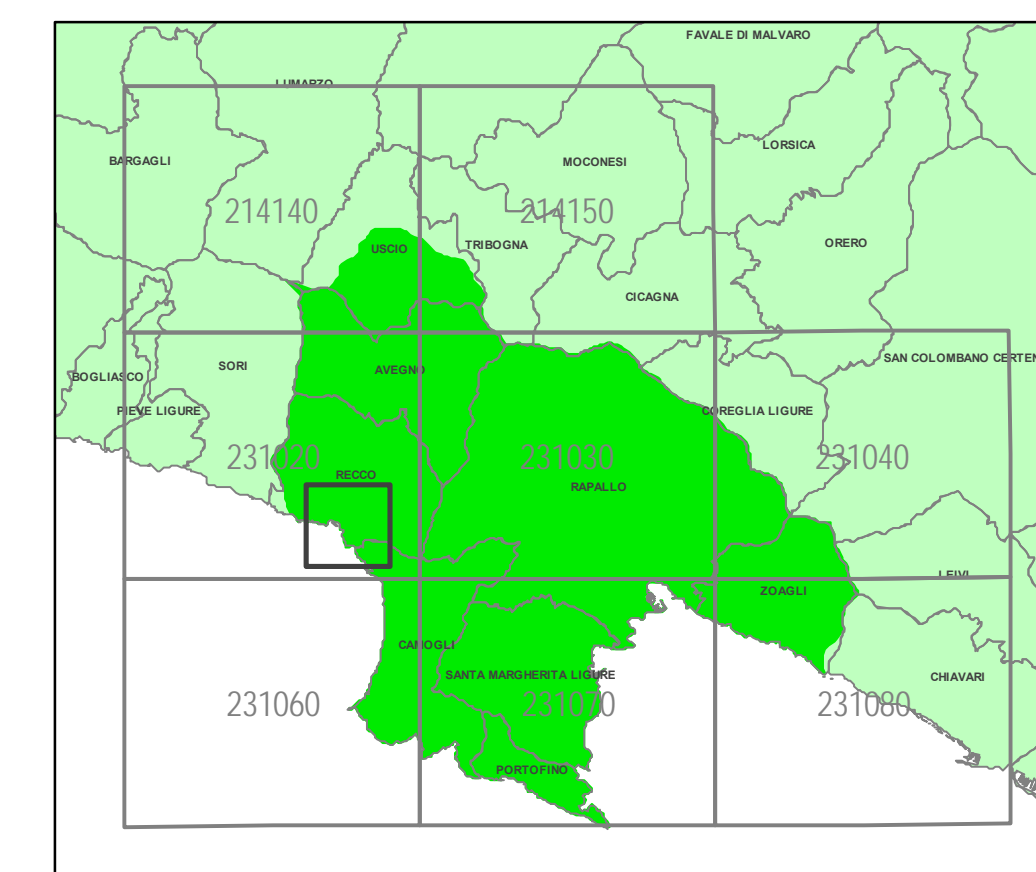 FAVALE DI MALVARO
LUMARZO
BARGAGLI
MOCONESI
LORSICA
214140
214150
USCIO
TRIBOGNA
ORERO
CICAGNA
SORI
AVEGNO
SAN COLOMBANO CERTEN
BOGLIASCO
PIEVE LIGURE
COREGLIA LIGURE
231020
231030
231040
RECCO
RAPALLO
LEIVI
ZOAGLI
CAMOGLI
SANTA MARGHERITA LIGURE
CHIAVARI
231060
231070
231080
PORTOFINO